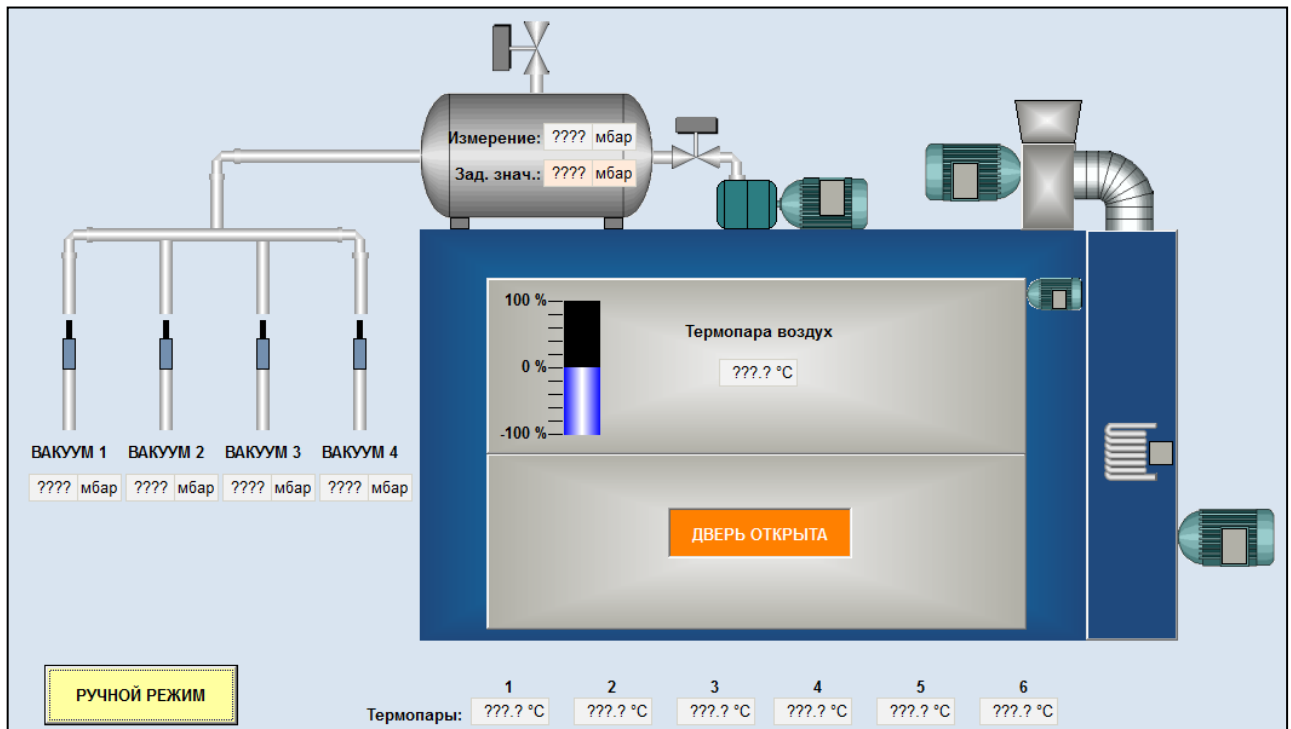 Измерение: ???? мбар
Зад. знач.: ???? мбар
100 %
0 %
-100 %
Термопара воздух
???.? °C
ВАКУУМ 1 ВАКУУМ 2 ВАКУУМ 3 ВАКУУМ 4
???? мбар ???? мбар ???? мбар ???? мбар
ДВЕРЬ ОТКРЫТА
РУЧНОЙ РЕЖИМ
1 2 3 4 5 6
Термопары: ???.? °C ???.? °C ???.? °C ???.? °C ???.? °C ???.? °C